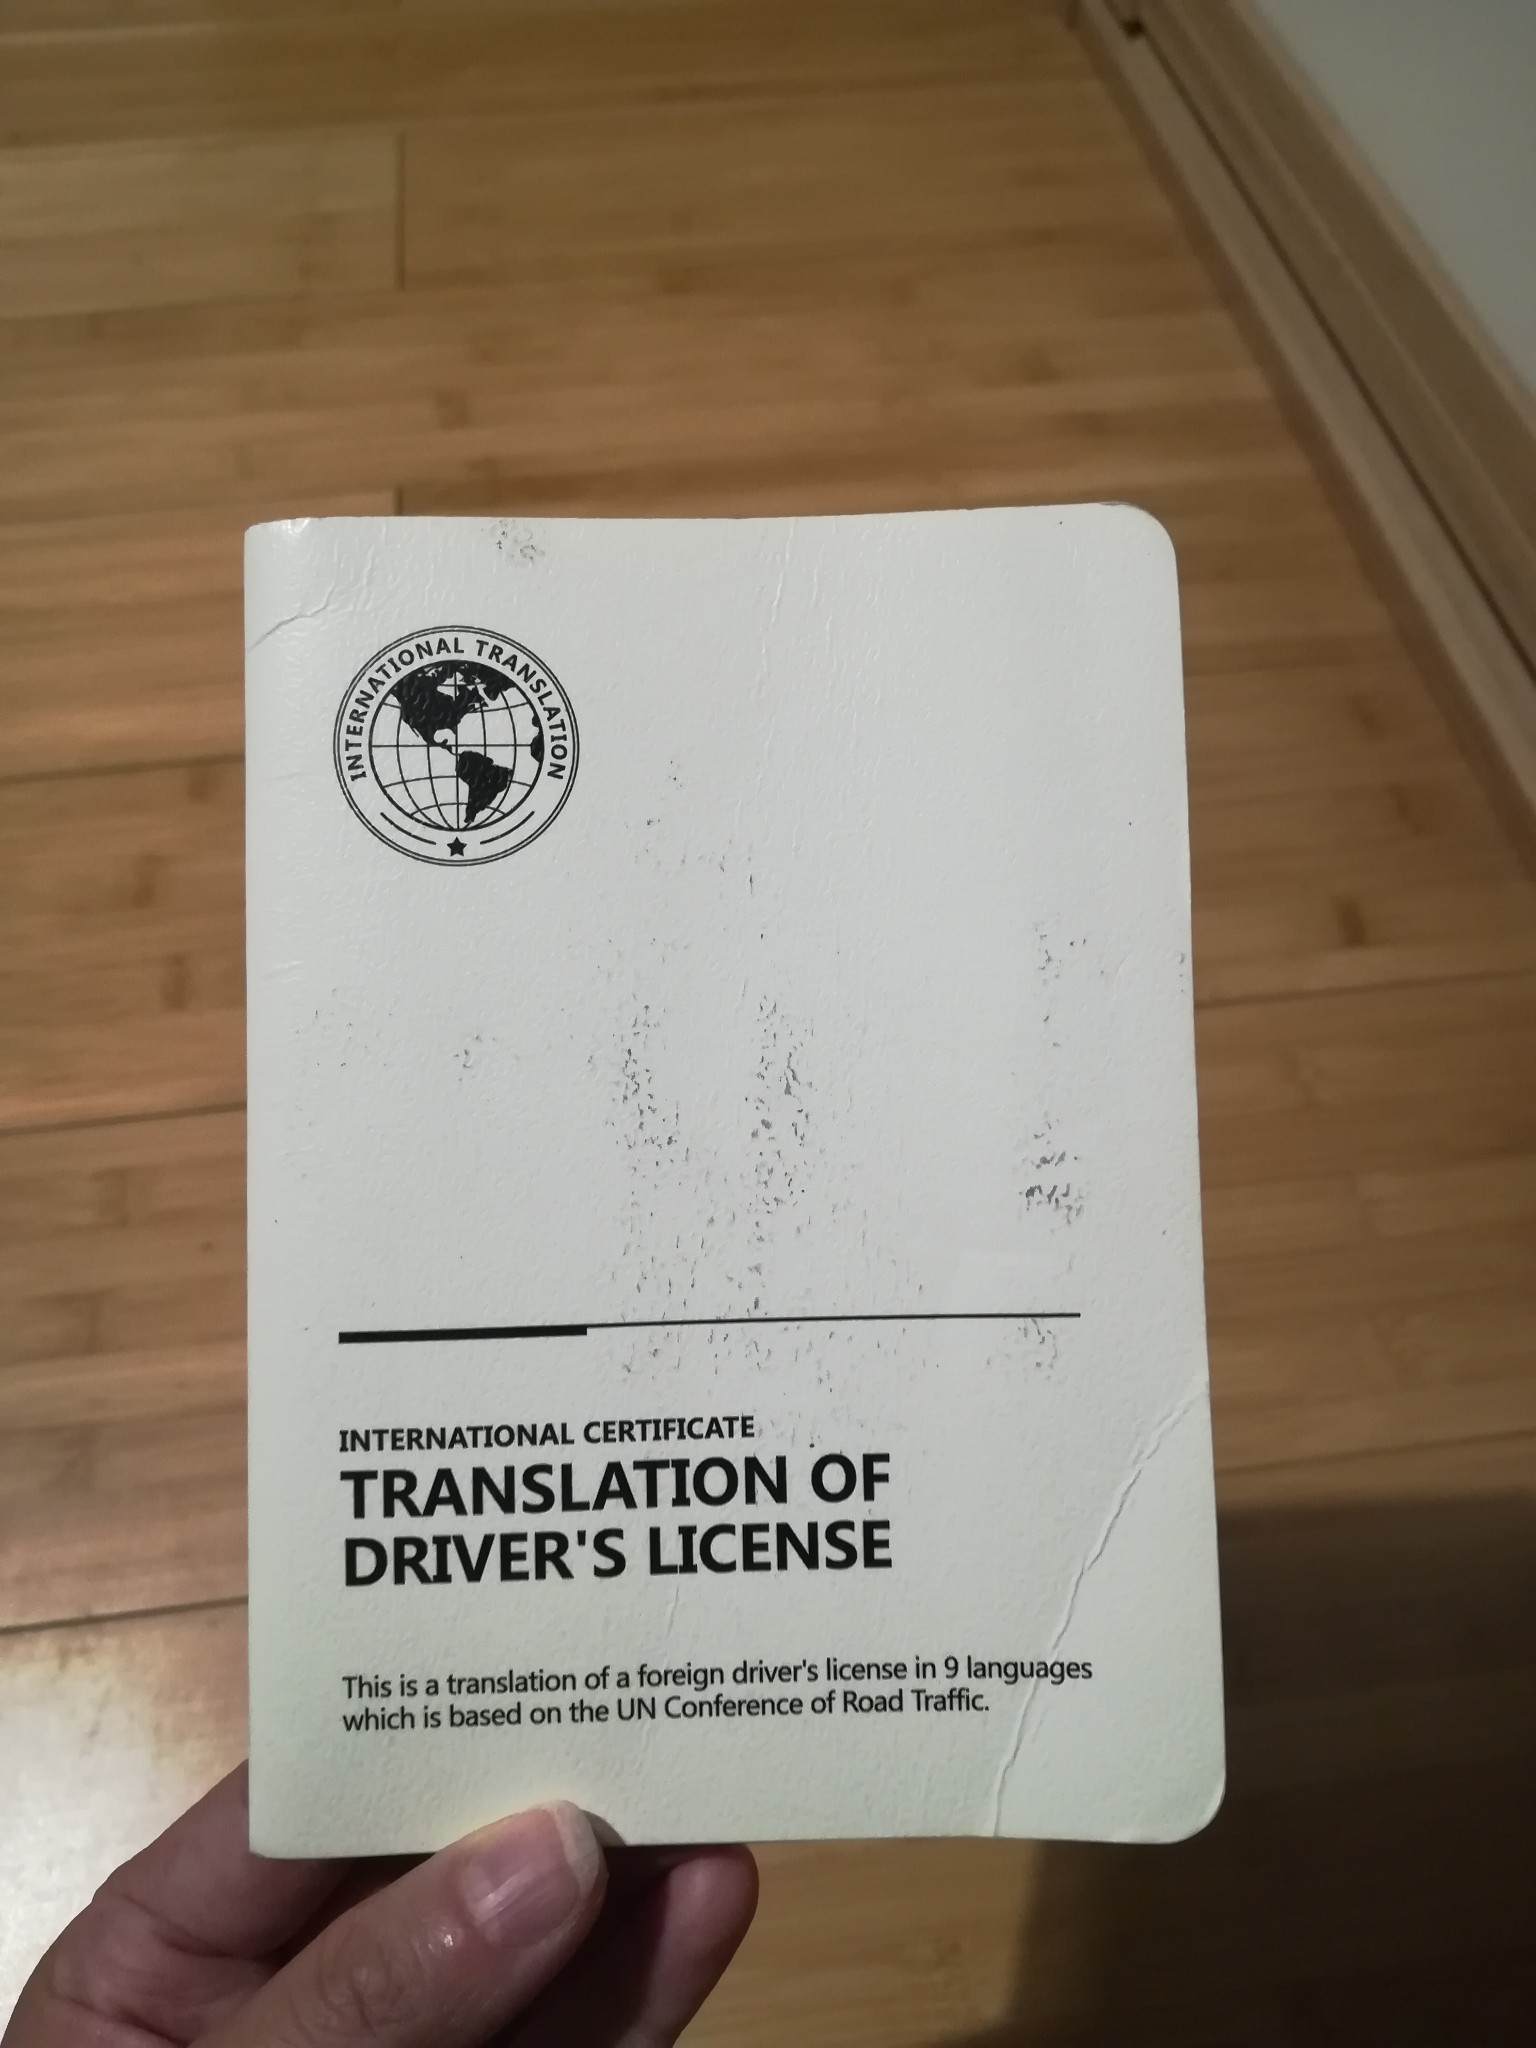 INTERNATIONAL TRANSLATION
INTERNATIONAL CERTIFICATE
TRANSLATION OF
DRIVER'S LICENSE
This is a translation of a foreign driver's license in 9 languages
which is based on the UN Conference of Road Traffic.